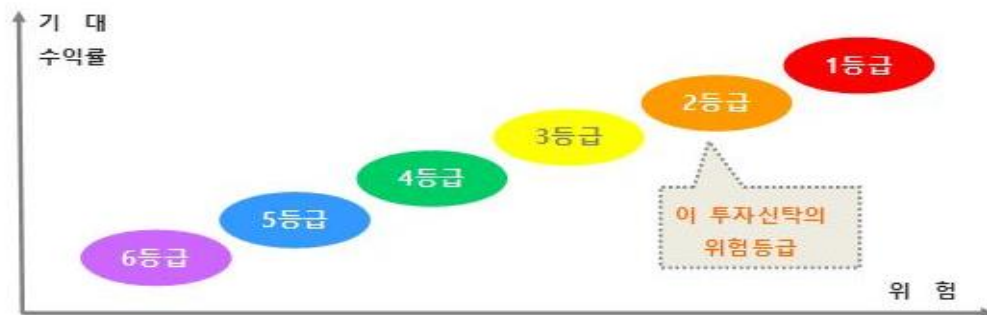 기 대
수익률
1등급
2등급
3등급
4등급
5등급
6등급
이 투자신탁의
위험등급
위 험